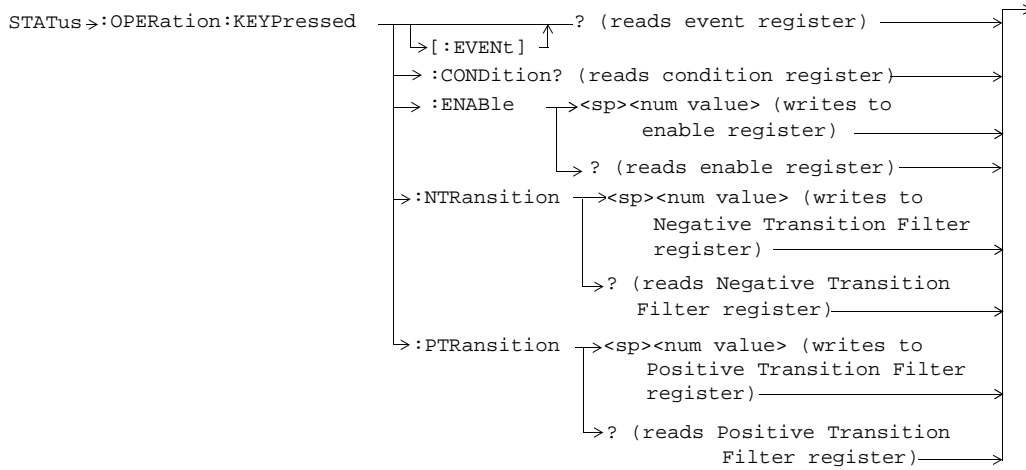 STATus :OPERation:KEYPressed ? (reads event register)
[:EVENt]
:CONDition? (reads condition register)
:ENABle <sp><num value> (writes to
enable register)
? (reads enable register)
:NTRansition <sp><num value> (writes to
Negative Transition Filter
register)
? (reads Negative Transition
Filter register)
:PTRansition <sp><num value> (writes to
Positive Transition Filter
register)
? (reads Positive Transition
Filter register)